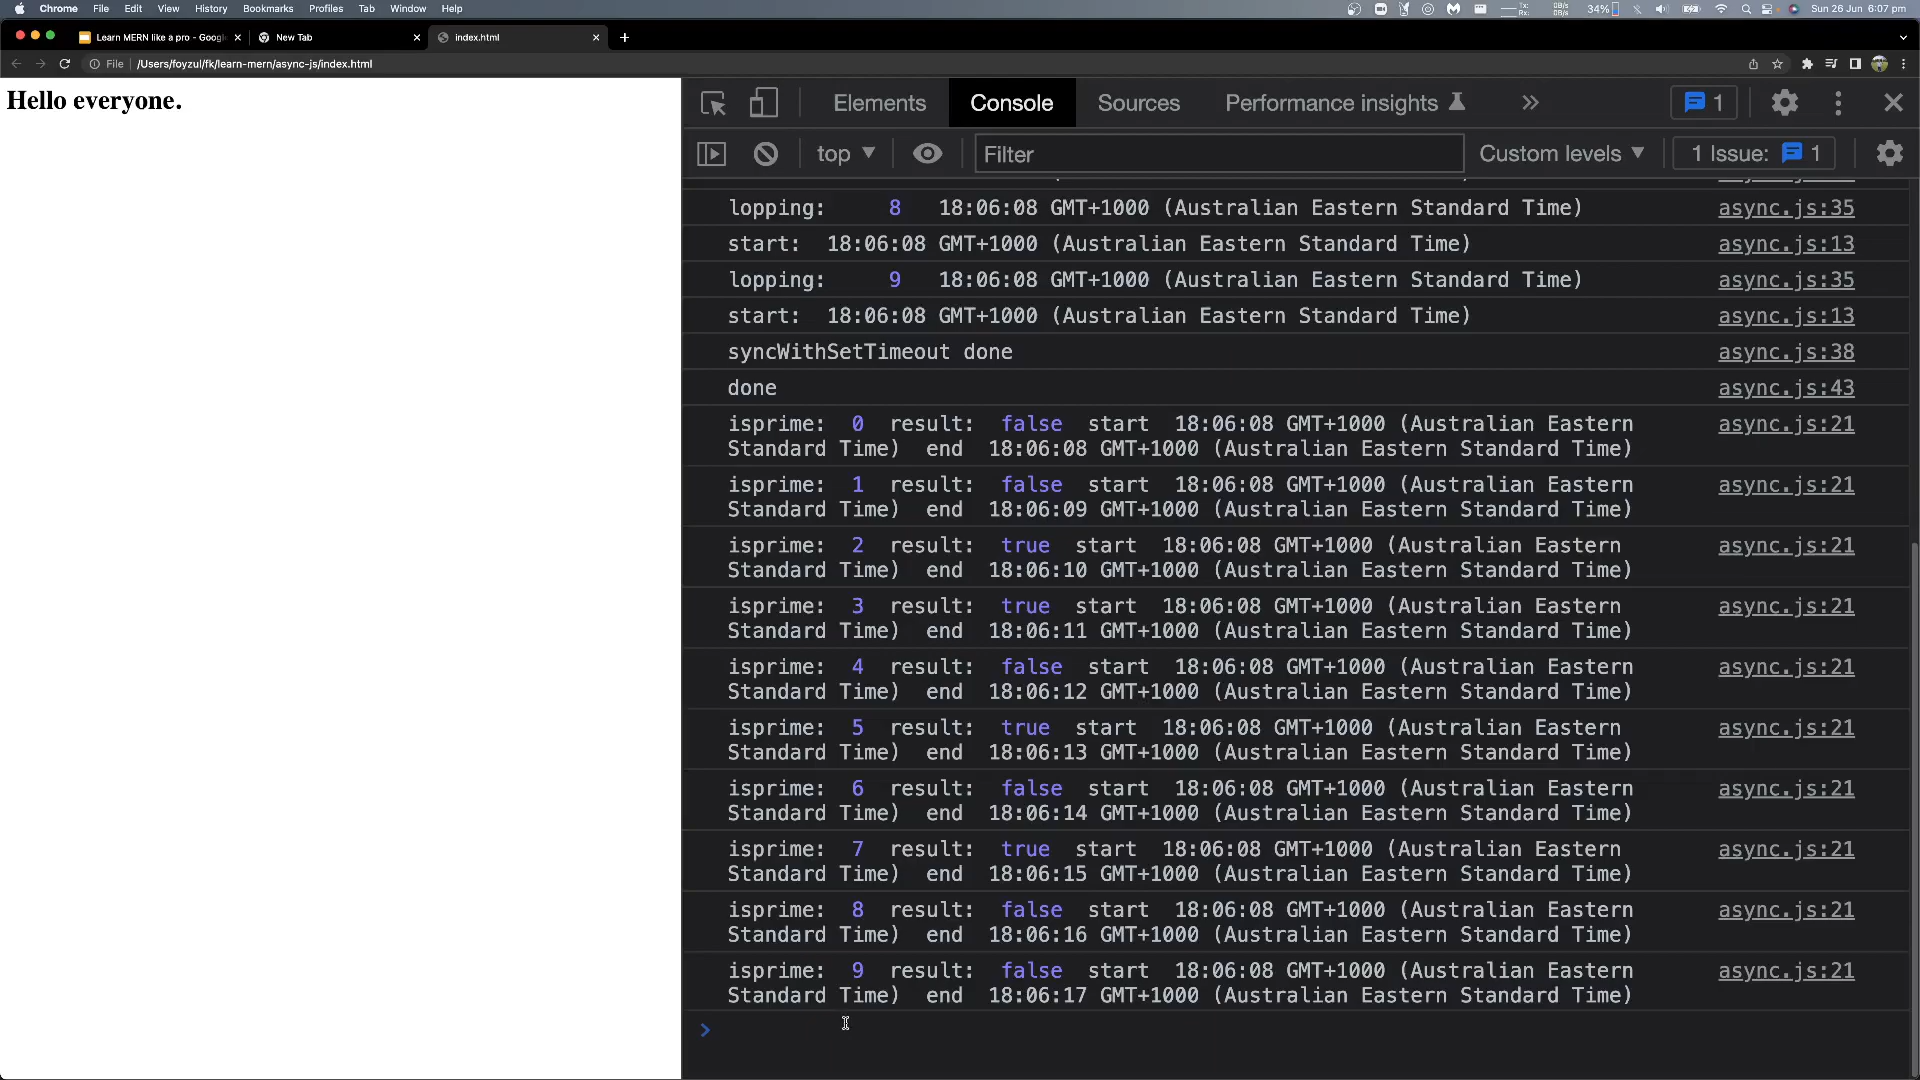 Chrome File Edit View History Bookmarks Profiles Tab Window Help 34% Sun 26 Jun 6:07 pm
Learn MERN like a pro - Google New Tab index.html
File /Users/foyzul/fk/learn-mern/async-js/index.html
Hello everyone.
Elements Console Sources Performance insights 1
top Filter Custom levels 1 Issue: 1
lopping: 8 18:06:08 GMT+1000 (Australian Eastern Standard Time) async.js:35
start: 18:06:08 GMT+1000 (Australian Eastern Standard Time) async.js:13
lopping: 9 18:06:08 GMT+1000 (Australian Eastern Standard Time) async.js:35
start: 18:06:08 GMT+1000 (Australian Eastern Standard Time) async.js:13
syncWithSetTimeout done async.js:38
done async.js:43
isprime: 0 result: false start 18:06:08 GMT+1000 (Australian Eastern async.js:21
Standard Time) end 18:06:08 GMT+1000 (Australian Eastern Standard Time)
isprime: 1 result: false start 18:06:08 GMT+1000 (Australian Eastern async.js:21
Standard Time) end 18:06:09 GMT+1000 (Australian Eastern Standard Time)
isprime: 2 result: true start 18:06:08 GMT+1000 (Australian Eastern async.js:21
Standard Time) end 18:06:10 GMT+1000 (Australian Eastern Standard Time)
isprime: 3 result: true start 18:06:08 GMT+1000 (Australian Eastern async.js:21
Standard Time) end 18:06:11 GMT+1000 (Australian Eastern Standard Time)
isprime: 4 result: false start 18:06:08 GMT+1000 (Australian Eastern async.js:21
Standard Time) end 18:06:12 GMT+1000 (Australian Eastern Standard Time)
isprime: 5 result: true start 18:06:08 GMT+1000 (Australian Eastern async.js:21
Standard Time) end 18:06:13 GMT+1000 (Australian Eastern Standard Time)
isprime: 6 result: false start 18:06:08 GMT+1000 (Australian Eastern async.js:21
Standard Time) end 18:06:14 GMT+1000 (Australian Eastern Standard Time)
isprime: 7 result: true start 18:06:08 GMT+1000 (Australian Eastern async.js:21
Standard Time) end 18:06:15 GMT+1000 (Australian Eastern Standard Time)
isprime: 8 result: false start 18:06:08 GMT+1000 (Australian Eastern async.js:21
Standard Time) end 18:06:16 GMT+1000 (Australian Eastern Standard Time)
isprime: 9 result: false start 18:06:08 GMT+1000 (Australian Eastern async.js:21
Standard Time) end 18:06:17 GMT+1000 (Australian Eastern Standard Time)